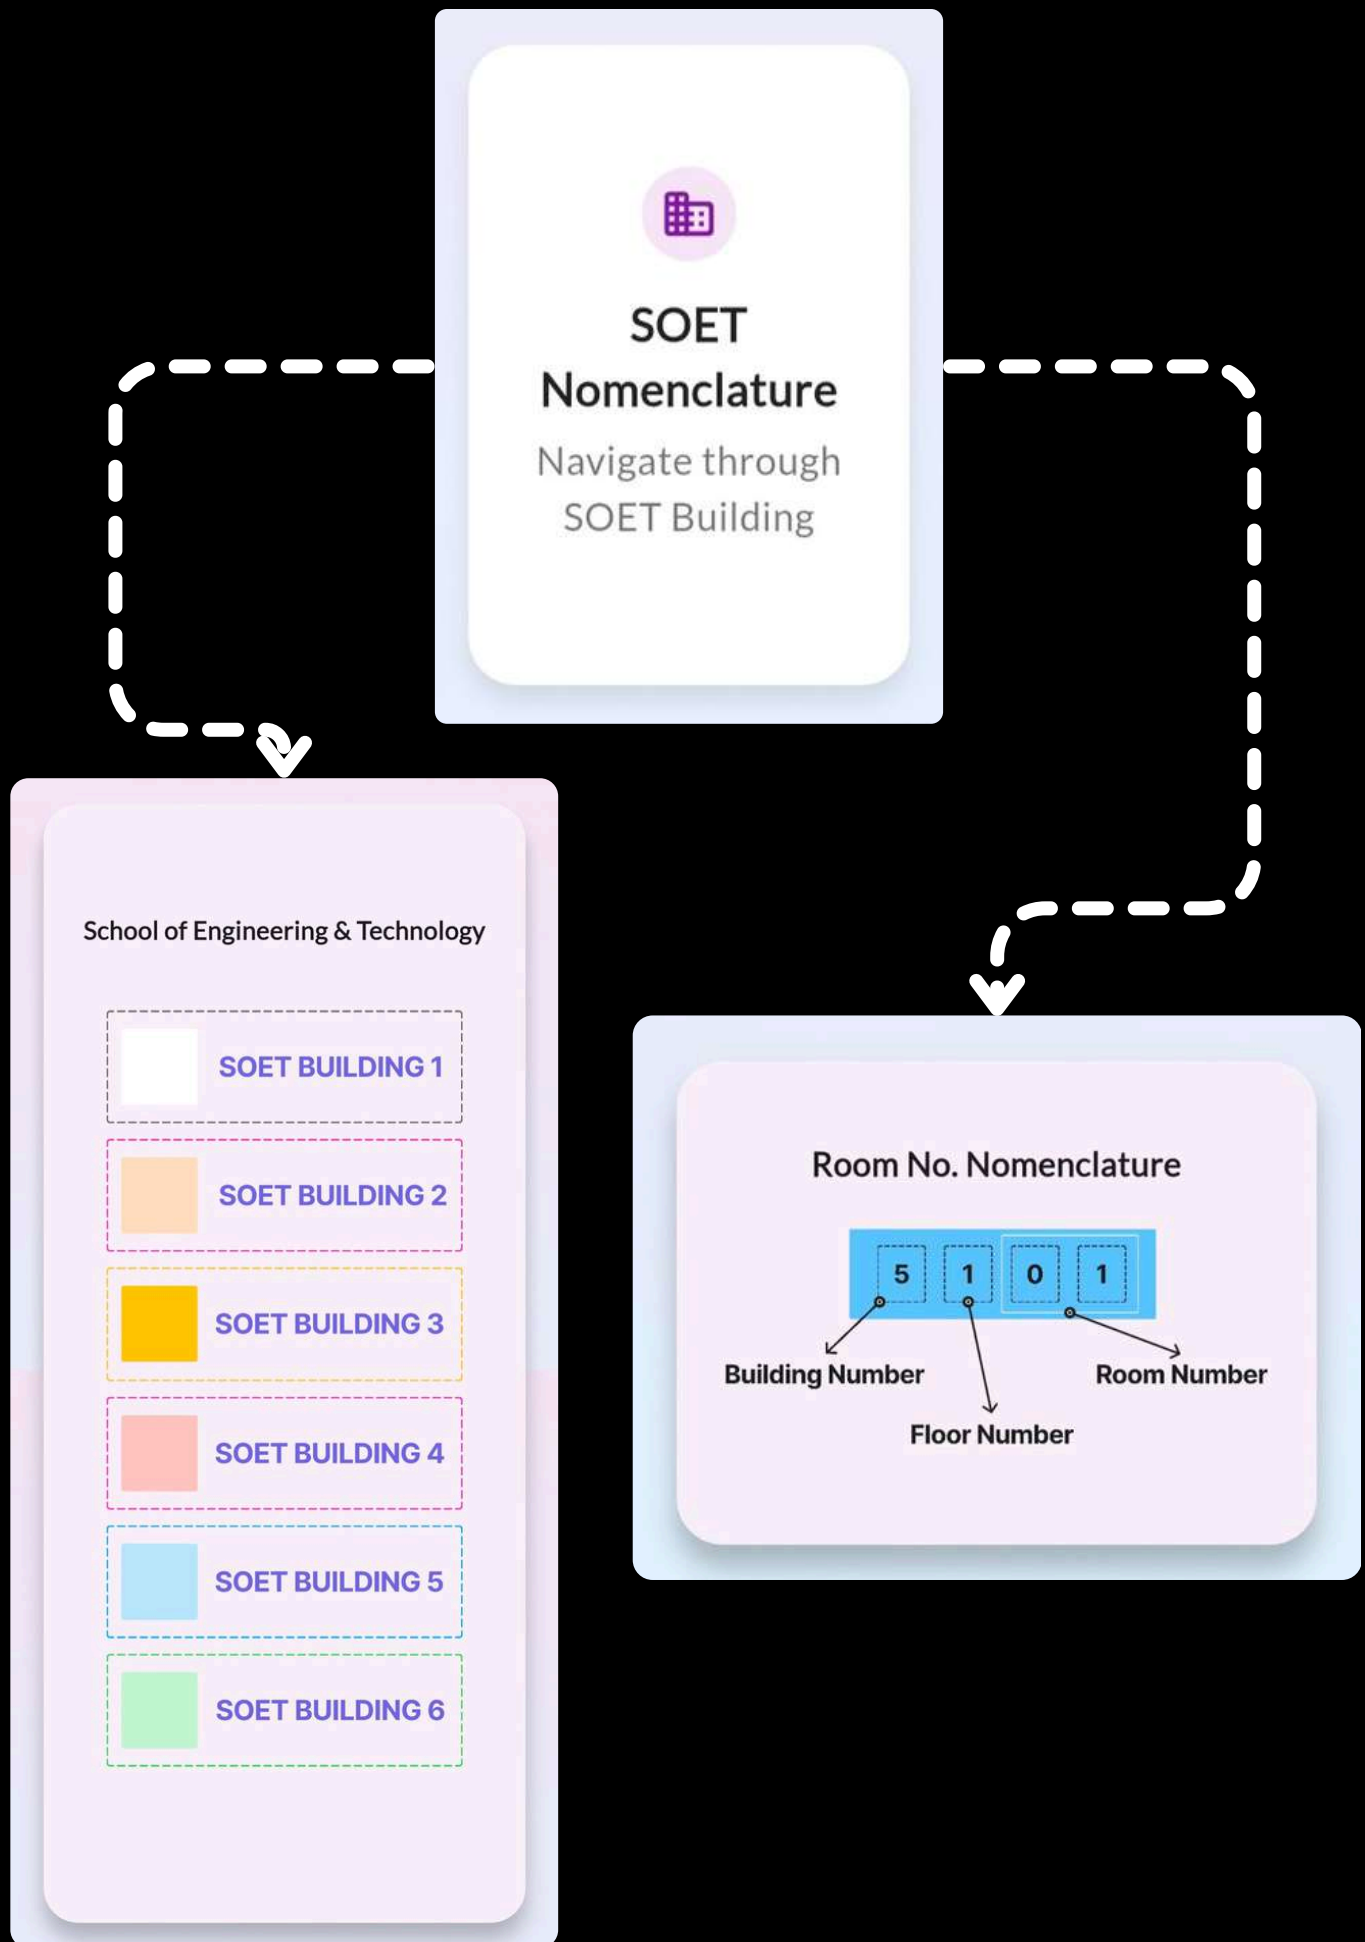 SOET
Nomenclature
Navigate through
SOET Building
School of Engineering & Technology
SOET BUILDING 1
SOET BUILDING 2
SOET BUILDING 3
SOET BUILDING 4
SOET BUILDING 5
SOET BUILDING 6
Room No. Nomenclature
5 1 0 1
Building Number
Room Number
Floor Number